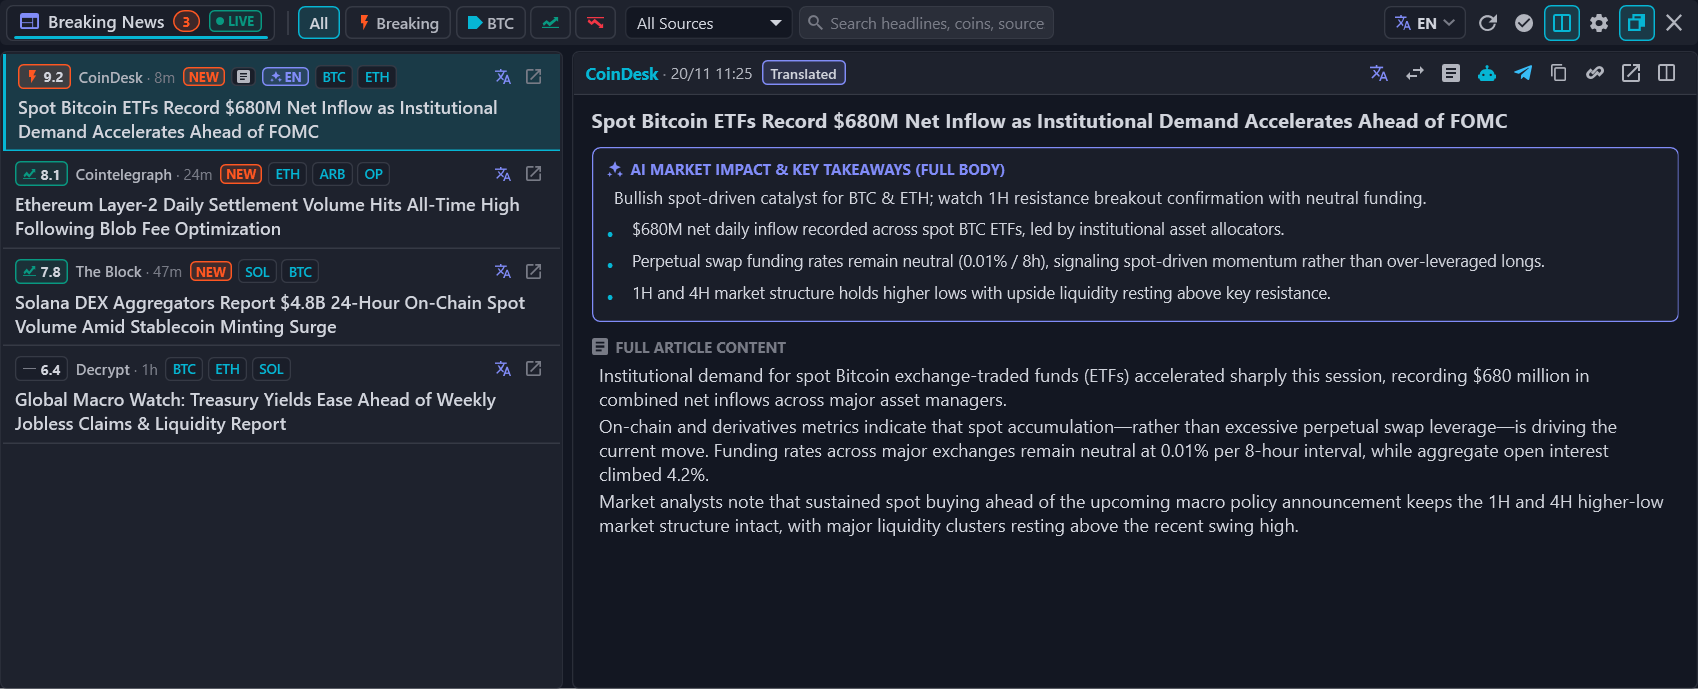 Breaking News 3 LIVE All Breaking BTC All Sources Search headlines, coins, source EN
9.2 CoinDesk · 8m NEW EN BTC ETH
Spot Bitcoin ETFs Record $680M Net Inflow as Institutional
Demand Accelerates Ahead of FOMC
8.1 Cointelegraph · 24m NEW ETH ARB OP
Ethereum Layer-2 Daily Settlement Volume Hits All-Time High
Following Blob Fee Optimization
7.8 The Block · 47m NEW SOL BTC
Solana DEX Aggregators Report $4.8B 24-Hour On-Chain Spot
Volume Amid Stablecoin Minting Surge
— 6.4 Decrypt · 1h BTC ETH SOL
Global Macro Watch: Treasury Yields Ease Ahead of Weekly
Jobless Claims & Liquidity Report
CoinDesk · 20/11 11:25 Translated
Spot Bitcoin ETFs Record $680M Net Inflow as Institutional Demand Accelerates Ahead of FOMC
AI MARKET IMPACT & KEY TAKEAWAYS (FULL BODY)
Bullish spot-driven catalyst for BTC & ETH; watch 1H resistance breakout confirmation with neutral funding.
• $680M net daily inflow recorded across spot BTC ETFs, led by institutional asset allocators.
• Perpetual swap funding rates remain neutral (0.01% / 8h), signaling spot-driven momentum rather than over-leveraged longs.
• 1H and 4H market structure holds higher lows with upside liquidity resting above key resistance.
FULL ARTICLE CONTENT
Institutional demand for spot Bitcoin exchange-traded funds (ETFs) accelerated sharply this session, recording $680 million in
combined net inflows across major asset managers.
On-chain and derivatives metrics indicate that spot accumulation—rather than excessive perpetual swap leverage—is driving the
current move. Funding rates across major exchanges remain neutral at 0.01% per 8-hour interval, while aggregate open interest
climbed 4.2%.
Market analysts note that sustained spot buying ahead of the upcoming macro policy announcement keeps the 1H and 4H higher-low
market structure intact, with major liquidity clusters resting above the recent swing high.